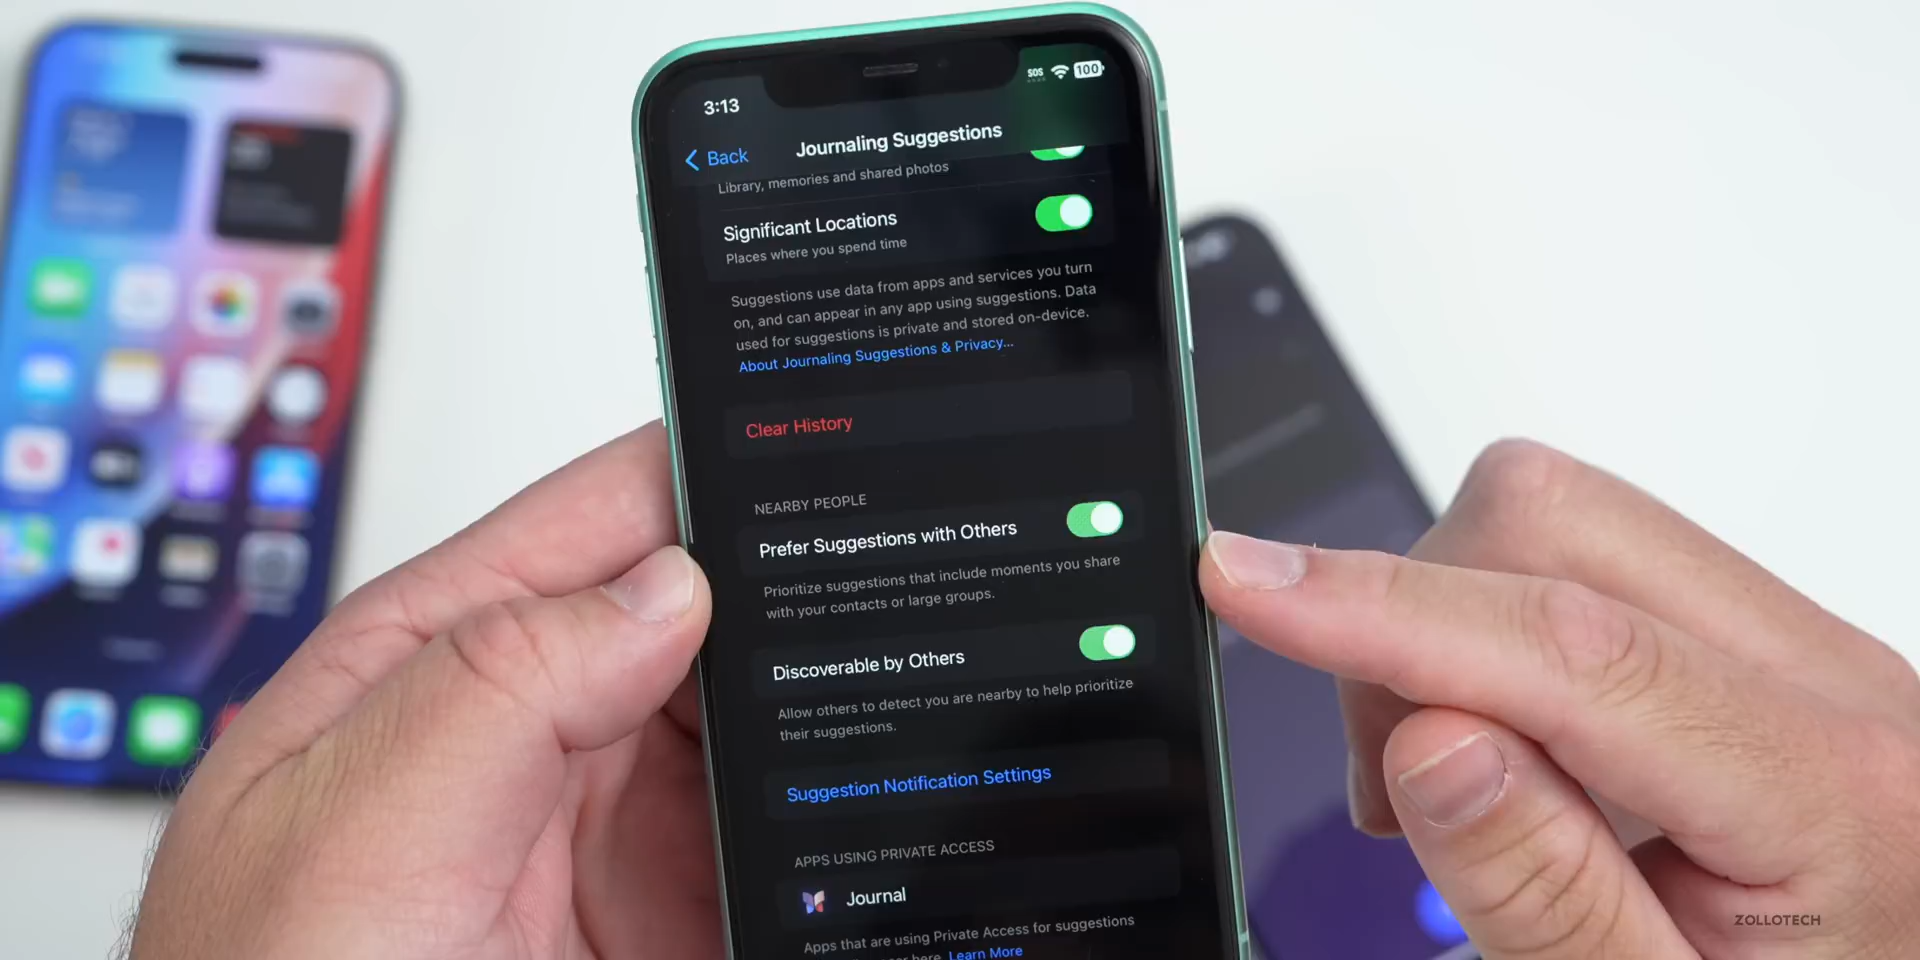 3:13
SOS
100
Back
Journaling Suggestions
Library, memories and shared photos
Significant Locations
Places where you spend time
Suggestions use data from apps and services you turn
on, and can appear in any app using suggestions. Data
used for suggestions is private and stored on-device.
About Journaling Suggestions & Privacy...
Clear History
NEARBY PEOPLE
Prefer Suggestions with Others
Prioritize suggestions that include moments you share
with your contacts or large groups.
Discoverable by Others
Allow others to detect you are nearby to help prioritize
their suggestions.
Suggestion Notification Settings
APPS USING PRIVATE ACCESS
Journal
Apps that are using Private Access for suggestions
here. Learn More
ZOLLOTECH